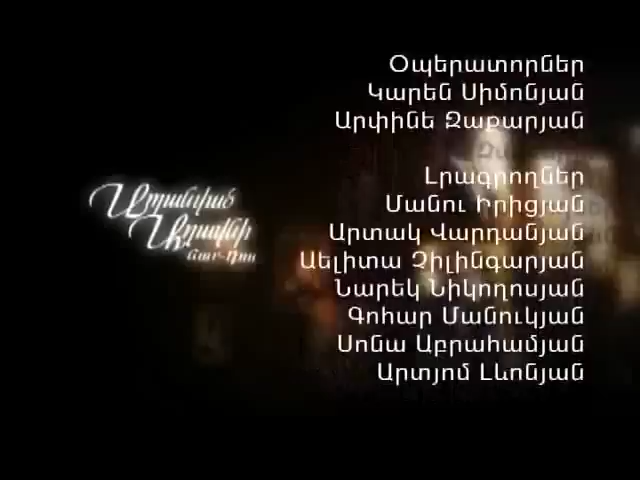 Օպերատորներ
Կարեն Սիմոնյան
Արփինե Զաքարյան
Լրագրողներ
Մանու Իրիցյան
Արտակ Վարդանյան
Աելիտա Չիլինգարյան
Նարեկ Նիկողոսյան
Գոհար Մանուկյան
Սոնա Աբրահամյան
Արտյոմ Լևոնյան